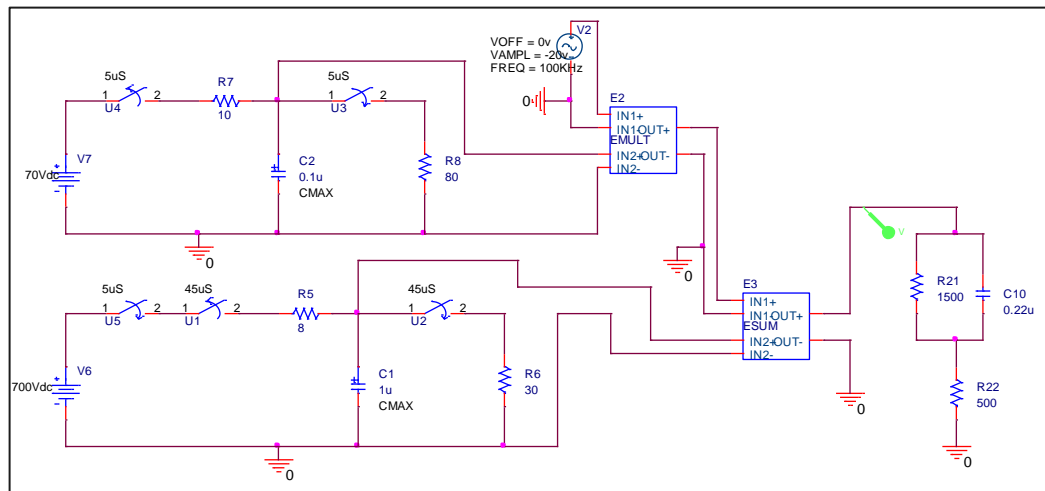 V2
VOFF = 0v
VAMPL = -20v
FREQ = 100KHz
5uS
1 2
U4
R7
10
5uS
1 2
U3
0
E2
IN1+
IN1- OUT+
EMULT
IN2+ OUT-
IN2-
V7
70Vdc
C2
0.1u
CMAX
R8
80
0
0
V
5uS
1 2
U5
45uS
1 2
U1
R5
8
45uS
1 2
U2
E3
IN1+
IN1- OUT+
ESUM
IN2+ OUT-
IN2-
R21
1500
C10
0.22u
V6
700Vdc
C1
1u
CMAX
R6
30
R22
500
0
0
0